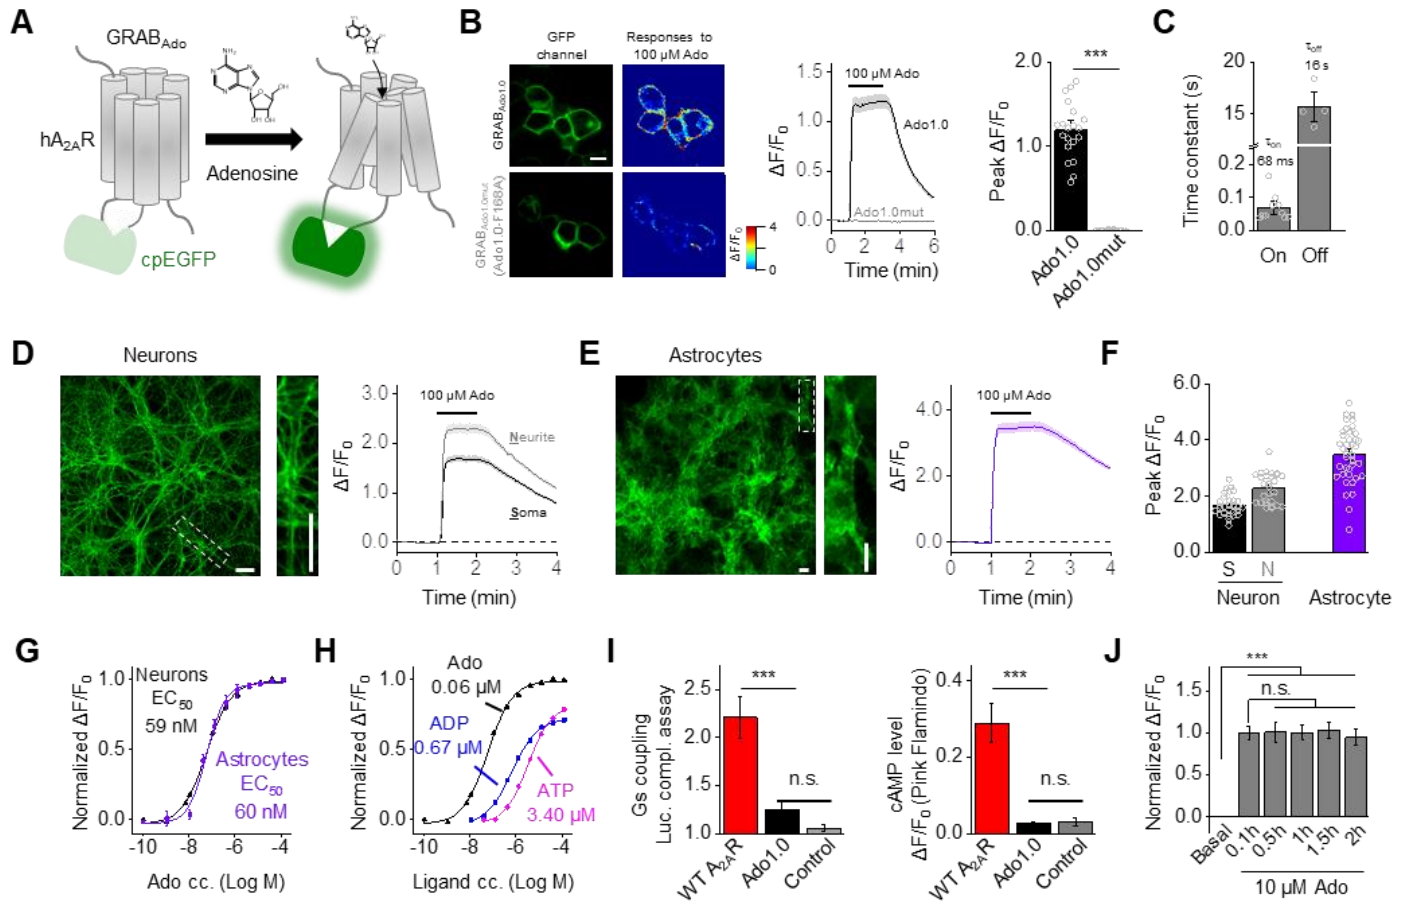 A
GRAB_Ado
NH₂
N
N
N
N
O
OH
OH
OH
hA₂ₐR
Adenosine
cpEGFP
B
GFP
channel
Responses to
100 µM Ado
GRAB_Ado1.0
GRAB_Ado1.0mut
(Ado1.0-F168A)
4
0
ΔF/F₀
1.5
1.0
0.5
0.0
ΔF/F₀
100 µM Ado
Ado1.0
Ado1.0mut
0 2 4 6
Time (min)
2.0
1.0
0.0
Peak ΔF/F₀
***
Ado1.0
Ado1.0mut
C
20
15
0.2
0.1
0.0
Time constant (s)
τ_on
68 ms
τ_off
16 s
On Off
D
Neurons
3.0
2.0
1.0
0.0
ΔF/F₀
100 µM Ado
Neurite
Soma
0 1 2 3 4
Time (min)
E
Astrocytes
4.0
2.0
0.0
ΔF/F₀
100 µM Ado
0 1 2 3 4
Time (min)
F
6.0
4.0
2.0
0.0
Peak ΔF/F₀
S N
Neuron Astrocyte
G
1.0
0.5
0.0
Normalized ΔF/F₀
Neurons
EC₅₀
59 nM
Astrocytes
EC₅₀
60 nM
-10 -8 -6 -4
Ado cc. (Log M)
H
1.0
0.5
0.0
Normalized ΔF/F₀
Ado
0.06 µM
ADP
0.67 µM
ATP
3.40 µM
-10 -8 -6 -4
Ligand cc. (Log M)
I
2.5
2.0
1.5
1.0
Gs coupling
Luc. compl. assay
***
n.s.
WT A₂ₐR
Ado1.0
Control
0.4
0.2
0.0
cAMP level
ΔF/F₀ (Pink Flamindo)
***
n.s.
WT A₂ₐR
Ado1.0
Control
J
1.5
1.0
0.5
0.0
Normalized ΔF/F₀
***
n.s.
Basal
0.1h
0.5h
1h
1.5h
2h
10 µM Ado